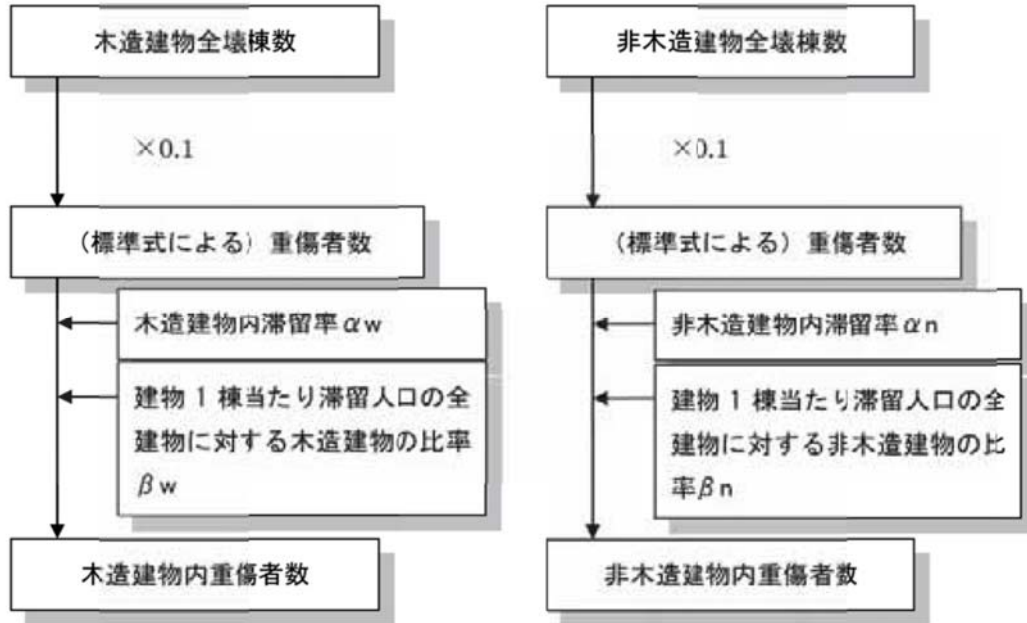 木造建物全壊棟数
×0.1
(標準式による) 重傷者数
木造建物内滞留率αw
建物1棟当たり滞留人口の全
建物に対する木造建物の比率
βw
木造建物内重傷者数
非木造建物全壊棟数
×0.1
(標準式による) 重傷者数
非木造建物内滞留率αn
建物1棟当たり滞留人口の全
建物に対する非木造建物の比
率βn
非木造建物内重傷者数